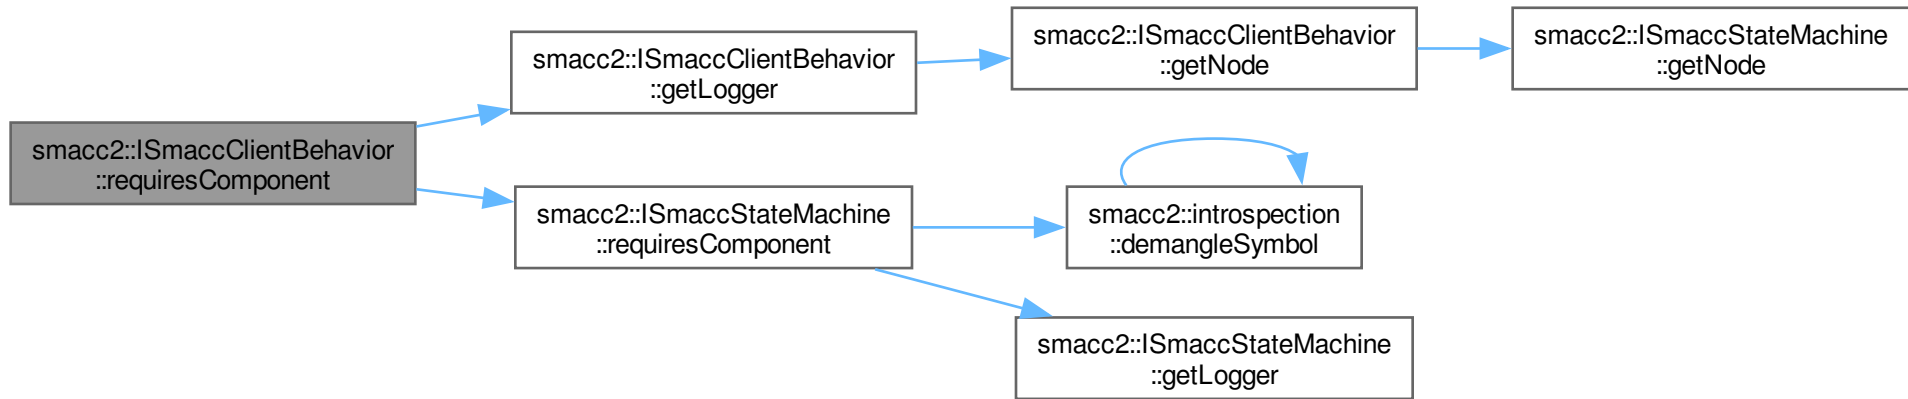 smacc2::ISmaccClientBehavior
::requiresComponent
smacc2::ISmaccClientBehavior
::getLogger
smacc2::ISmaccClientBehavior
::getNode
smacc2::ISmaccStateMachine
::getNode
smacc2::ISmaccStateMachine
::requiresComponent
smacc2::introspection
::demangleSymbol
smacc2::ISmaccStateMachine
::getLogger